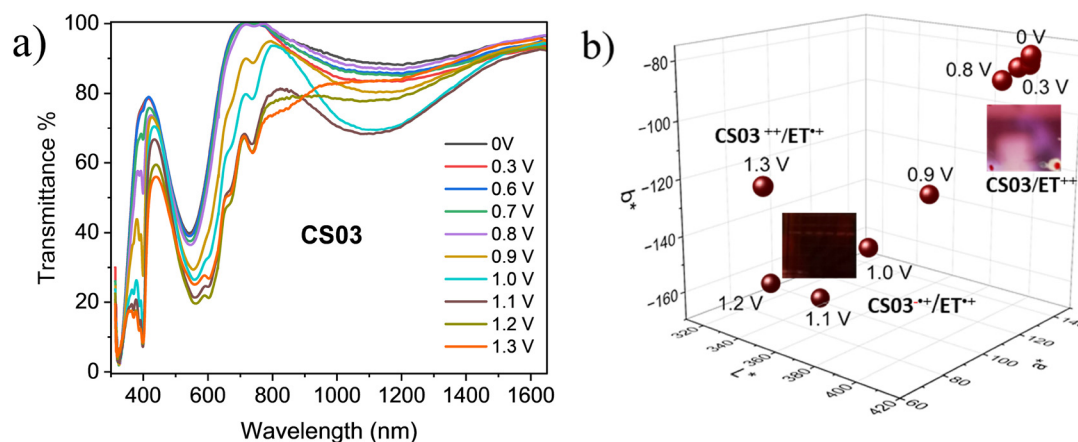 a)
Transmittance %
100
80
60
40
20
0
400 600 800 1000 1200 1400 1600
Wavelength (nm)
CS03
0V
0.3 V
0.6 V
0.7 V
0.8 V
0.9 V
1.0 V
1.1 V
1.2 V
1.3 V
b)
b*
-80
-100
-120
-140
-160
0 V
0.8 V
0.3 V
CS03/ET++
CS03 ++/ET•+
1.3 V
0.9 V
1.0 V
CS03-•+/ET•+
1.2 V
1.1 V
L*
320
340
360
380
400
420
a*
60
80
100
120
140